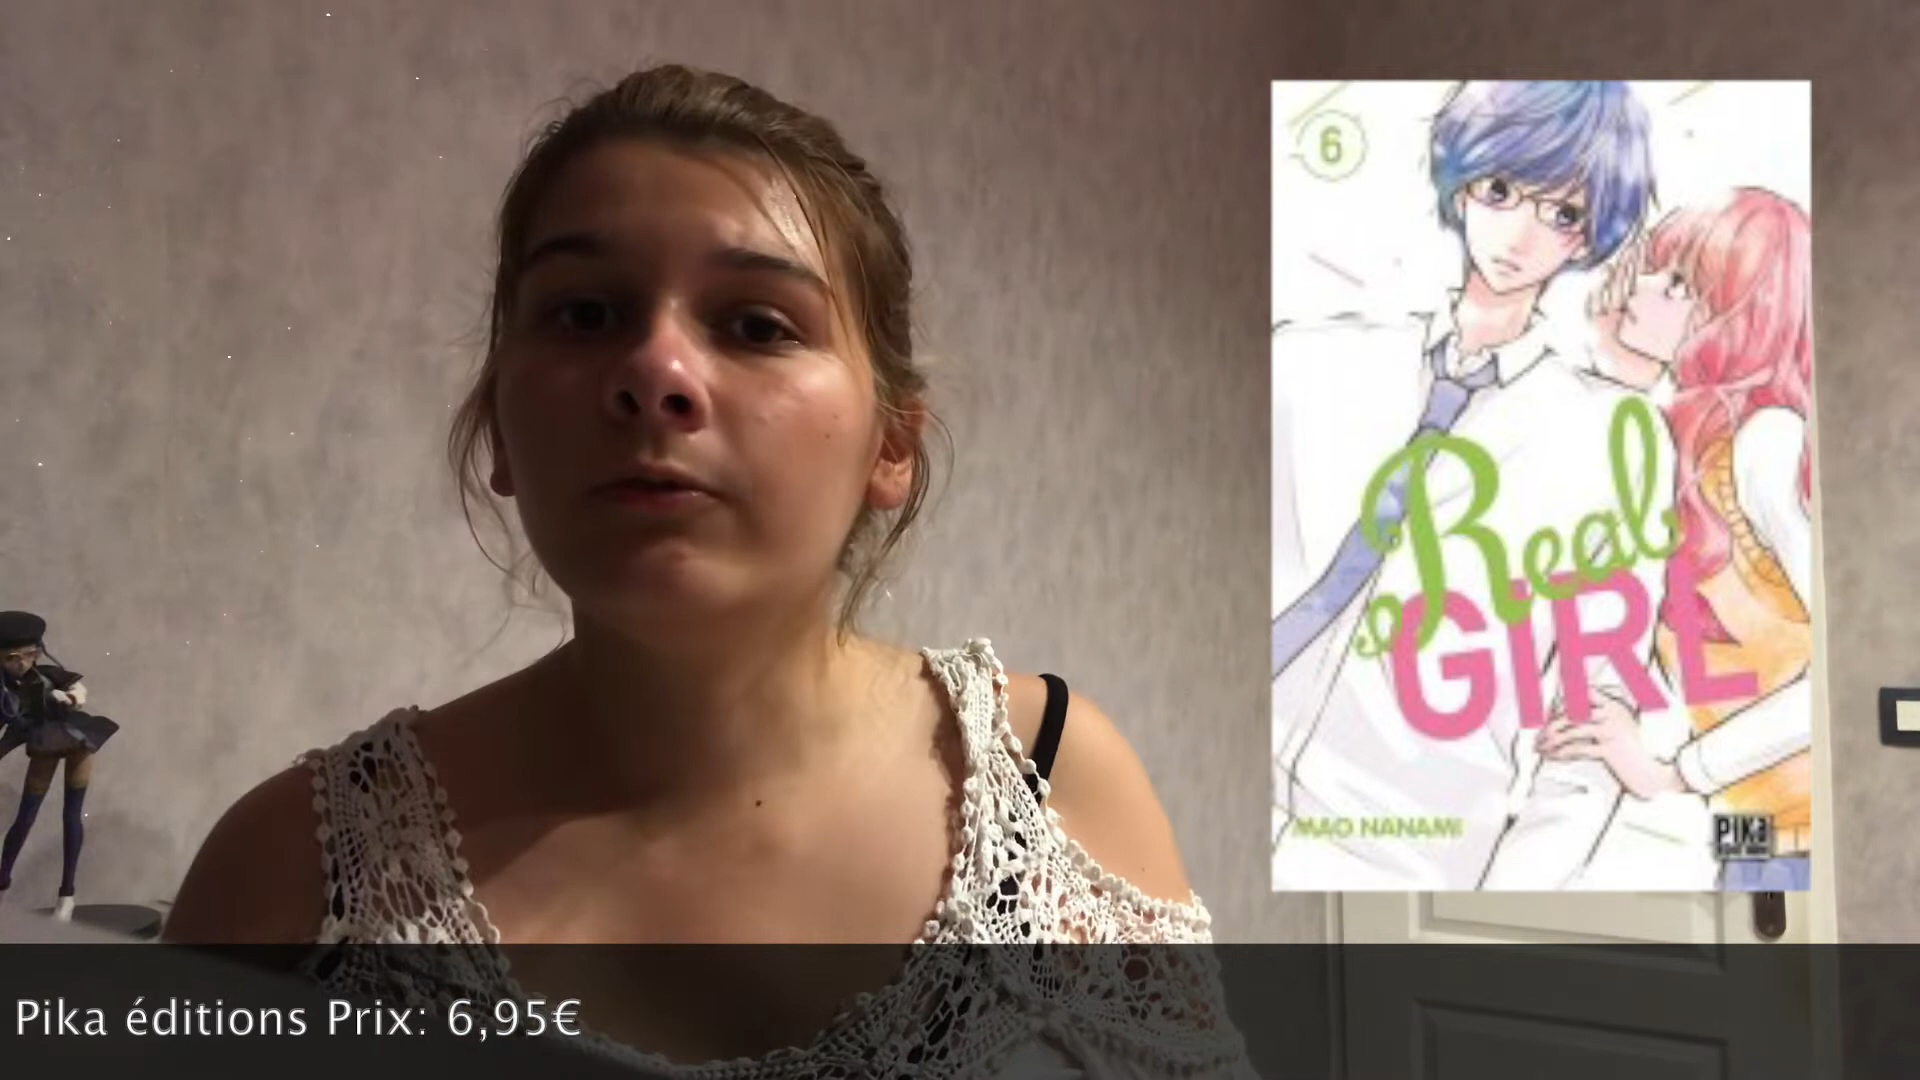 6
Real
GiRL
MAO NANAMI
PiKa
Pika éditions Prix: 6,95€